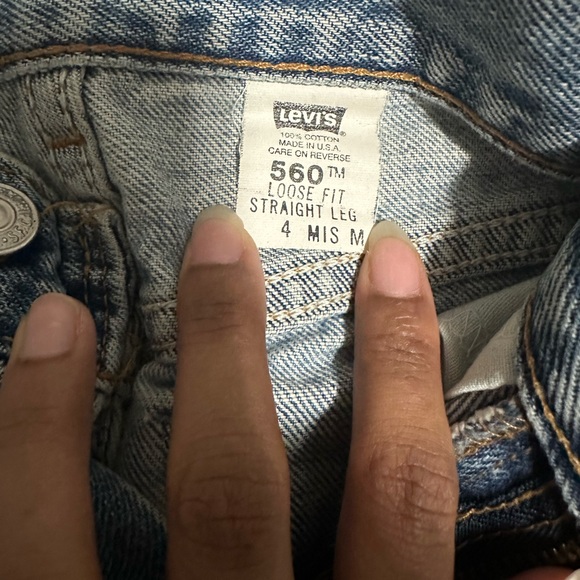 Levi's®
100% COTTON
MADE IN U.S.A.
CARE ON REVERSE
560™
LOOSE FIT
STRAIGHT LEG
4 MIS M